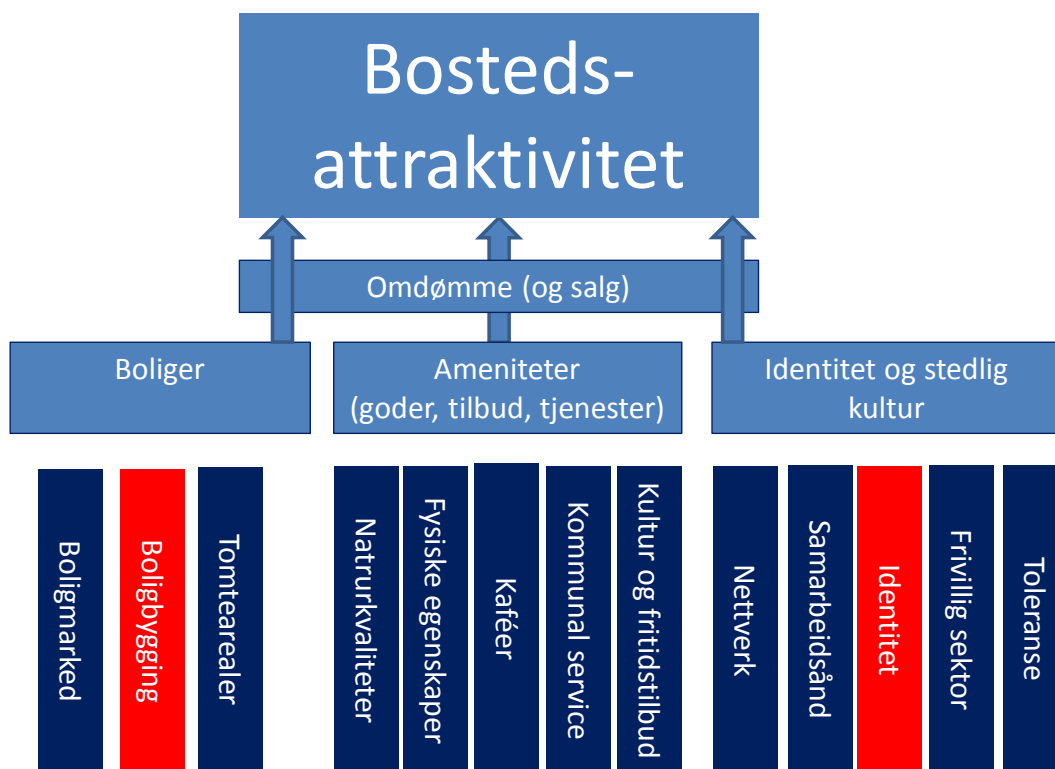 Bosteds-
attraktivitet
Omdømme (og salg)
Boliger
Ameniteter
(goder, tilbud, tjenester)
Identitet og stedlig
kultur
Boligmarked
Boligbygging
Tomtearealer
Natrurkvaliteter
Fysiske egenskaper
Kaféer
Kommunal service
Kultur og fritidstilbud
Nettverk
Samarbeidsånd
Identitet
Frivillig sektor
Toleranse